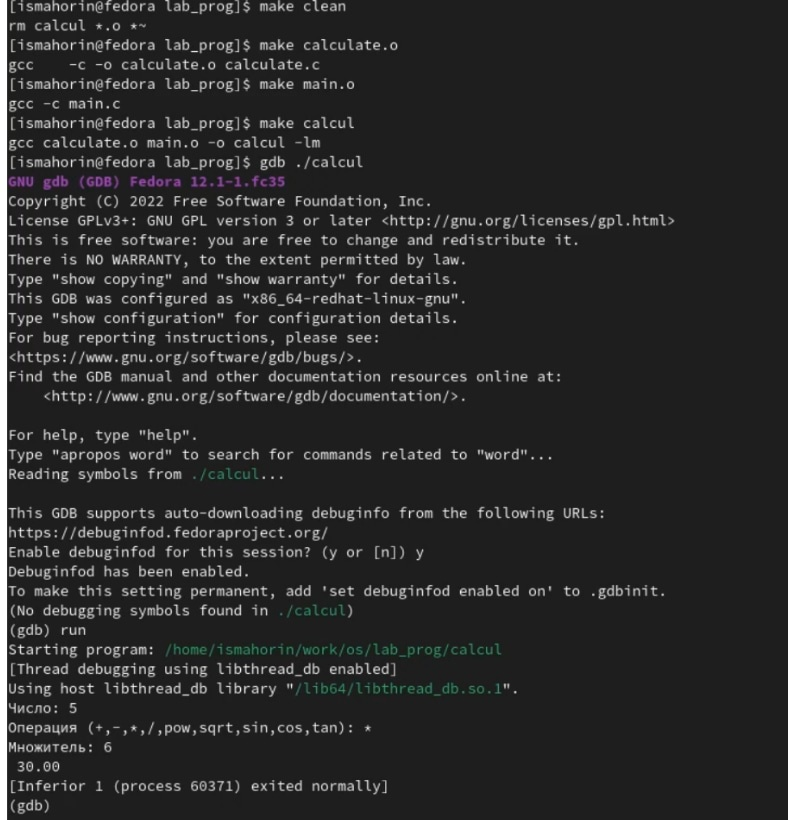 [ismahorin@fedora lab_prog]$ make clean
rm calcul *.o *~
[ismahorin@fedora lab_prog]$ make calculate.o
gcc    -c -o calculate.o calculate.c
[ismahorin@fedora lab_prog]$ make main.o
gcc -c main.c
[ismahorin@fedora lab_prog]$ make calcul
gcc calculate.o main.o -o calcul -lm
[ismahorin@fedora lab_prog]$ gdb ./calcul
GNU gdb (GDB) Fedora 12.1-1.fc35
Copyright (C) 2022 Free Software Foundation, Inc.
License GPLv3+: GNU GPL version 3 or later <http://gnu.org/licenses/gpl.html>
This is free software: you are free to change and redistribute it.
There is NO WARRANTY, to the extent permitted by law.
Type "show copying" and "show warranty" for details.
This GDB was configured as "x86_64-redhat-linux-gnu".
Type "show configuration" for configuration details.
For bug reporting instructions, please see:
<https://www.gnu.org/software/gdb/bugs/>.
Find the GDB manual and other documentation resources online at:
    <http://www.gnu.org/software/gdb/documentation/>.
For help, type "help".
Type "apropos word" to search for commands related to "word"...
Reading symbols from ./calcul...
This GDB supports auto-downloading debuginfo from the following URLs:
https://debuginfod.fedoraproject.org/
Enable debuginfod for this session? (y or [n]) y
Debuginfod has been enabled.
To make this setting permanent, add 'set debuginfod enabled on' to .gdbinit.
(No debugging symbols found in ./calcul)
(gdb) run
Starting program: /home/ismahorin/work/os/lab_prog/calcul
[Thread debugging using libthread_db enabled]
Using host libthread_db library "/lib64/libthread_db.so.1".
Число: 5
Операция (+,-,*,/,pow,sqrt,sin,cos,tan): *
Множитель: 6
 30.00
[Inferior 1 (process 60371) exited normally]
(gdb)